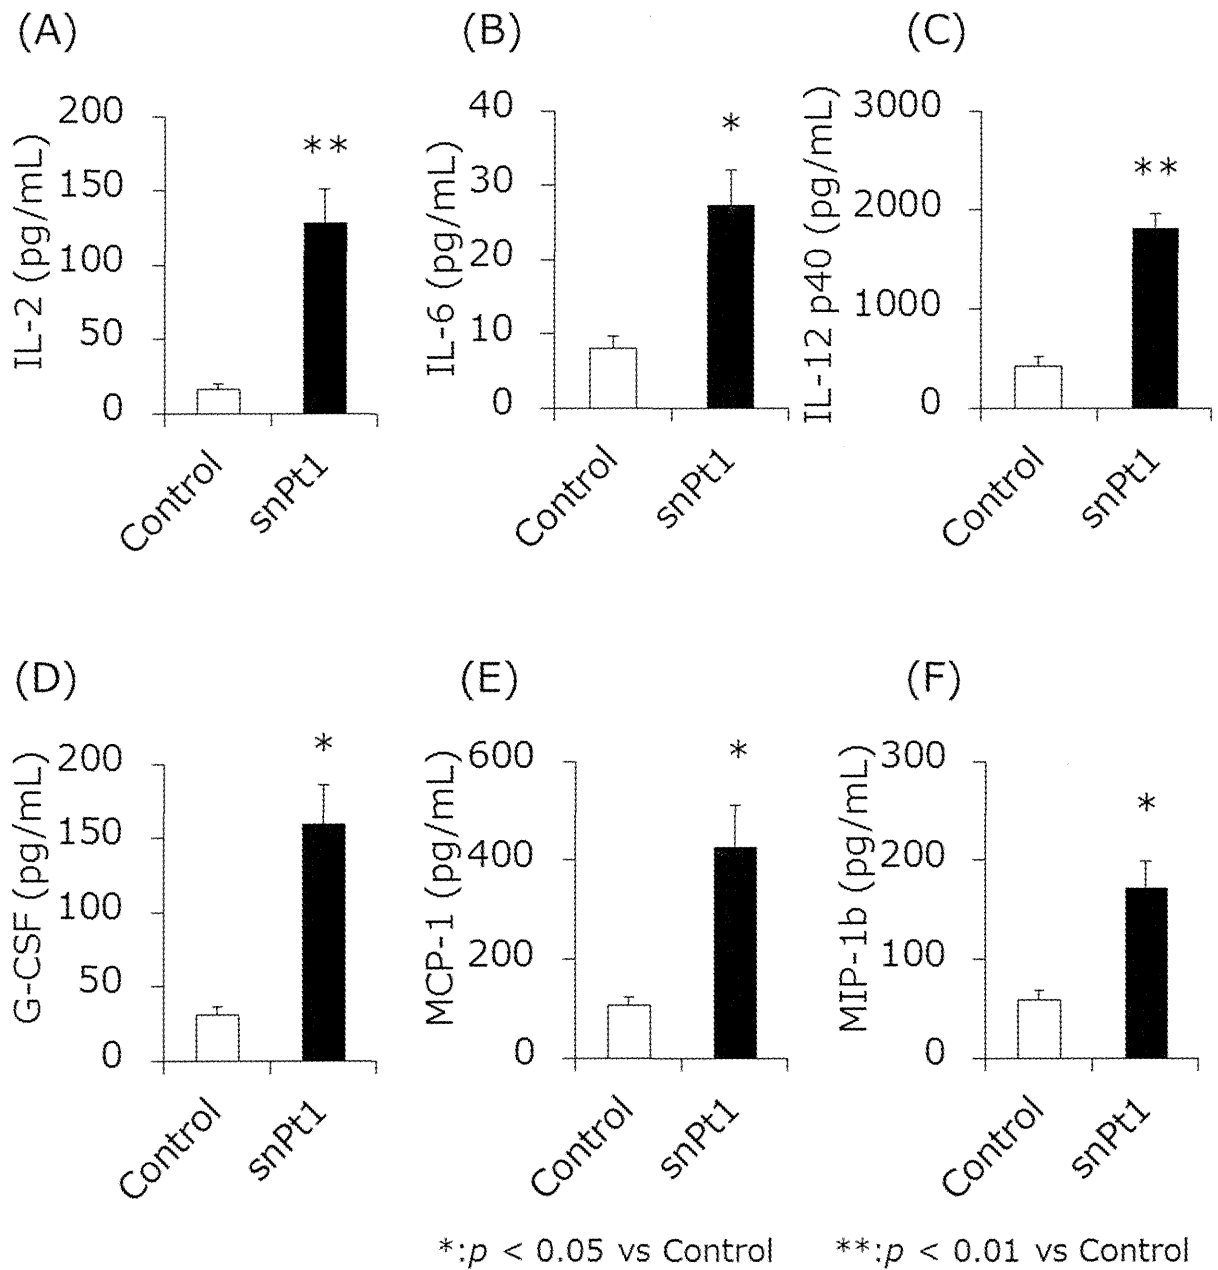 (A)
IL-2 (pg/mL)
200
150
100
50
0
**
Control
snPt1
(B)
IL-6 (pg/mL)
40
30
20
10
0
*
Control
snPt1
(C)
IL-12 p40 (pg/mL)
3000
2000
1000
0
**
Control
snPt1
(D)
G-CSF (pg/mL)
200
150
100
50
0
*
Control
snPt1
(E)
MCP-1 (pg/mL)
600
400
200
0
*
Control
snPt1
(F)
MIP-1b (pg/mL)
300
200
100
0
*
Control
snPt1
*:p < 0.05 vs Control **:p < 0.01 vs Control